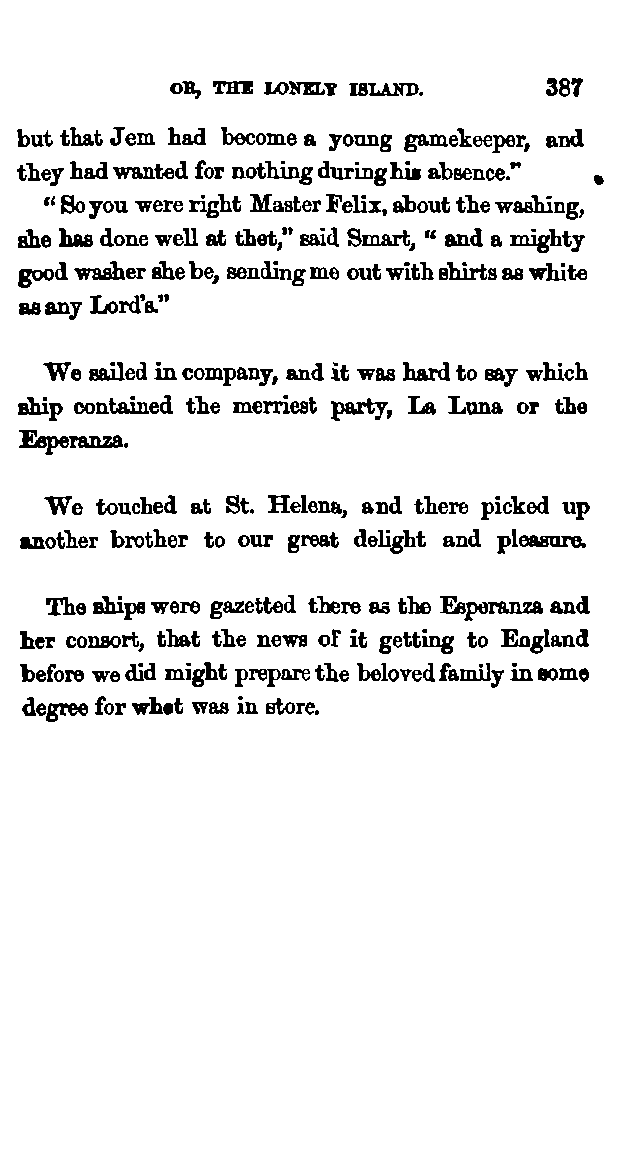 OR, THE LONELY ISLAND. 387
but that Jem had become a young gamekeeper, and
they had wanted for nothing during his absence."
"So you were right Master Felix, about the washing,
she has done well at thet," said Smart, "and a mighty
good washer she be, sending me out with shirts as white
as any Lord's."
We sailed in company, and it was hard to say which
ship contained the merriest party, La Luna or the
Esperanza.
We touched at St. Helena, and there picked up
another brother to our great delight and pleasure.
The ships were gazetted there as the Esperanza and
her consort, that the news of it getting to England
before we did might prepare the beloved family in some
degree for what was in store.